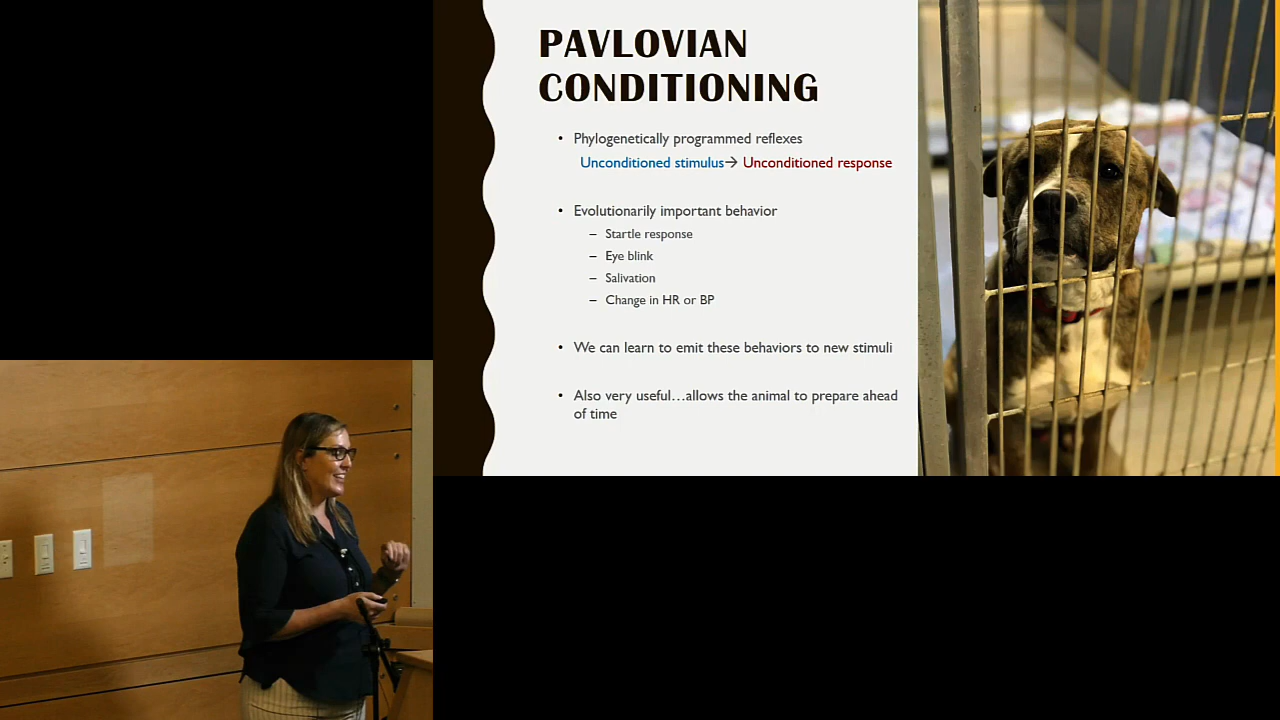 PAVLOVIAN
CONDITIONING
• Phylogenetically programmed reflexes
Unconditioned stimulus→ Unconditioned response
• Evolutionarily important behavior
– Startle response
– Eye blink
– Salivation
– Change in HR or BP
• We can learn to emit these behaviors to new stimuli
• Also very useful…allows the animal to prepare ahead
of time